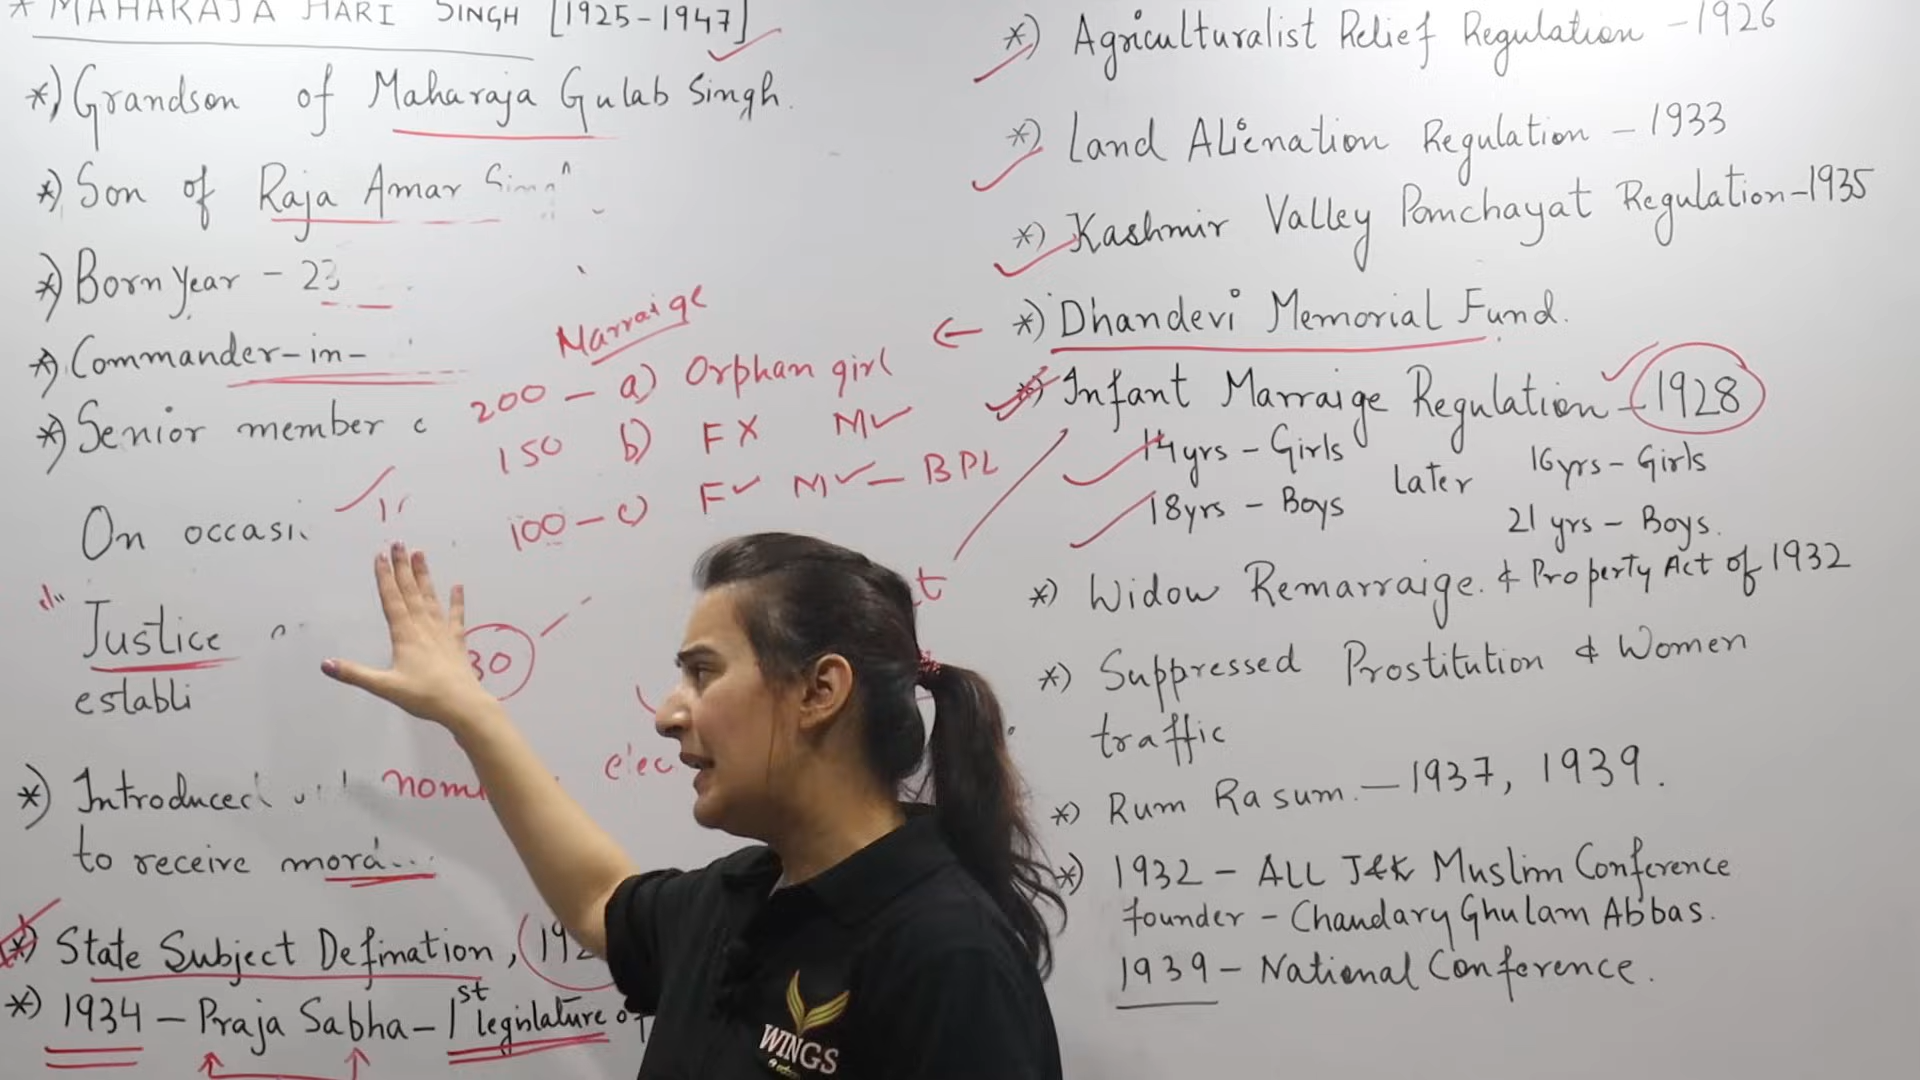 * MAHARAJA HARI SINGH [1925-1947]
*) Grandson of Maharaja Gulab Singh.
*) Son of Raja Amar
*) Born Year - 23
*) Commander-in-
*) Senior member
On occasi
Justice
establi
*) Introduced
to receive
*) State Subject Defination,
*) 1934 - Praja Sabha - 1st legislature of
Marraige
200 - a) Orphan girl
150 b) F X M✓
100 - c) F✓ M✓ - BPL
30
nomi
elec
*) Agriculturalist Relief Regulation - 1926
*) Land Alienation Regulation - 1933
*) Kashmir Valley Panchayat Regulation-1935
← *) Dhandevi Memorial Fund.
*) Infant Marraige Regulation - 1928
14yrs - Girls Later 16yrs - Girls
18yrs - Boys 21 yrs - Boys.
*) Widow Remarraige. & Property Act of 1932
*) Suppressed Prostitution & Women
traffic
*) Rum Rasum. - 1937, 1939.
*) 1932 - ALL J&K Muslim Conference
founder - Chaudary Ghulam Abbas.
1939 - National Conference.
WINGS